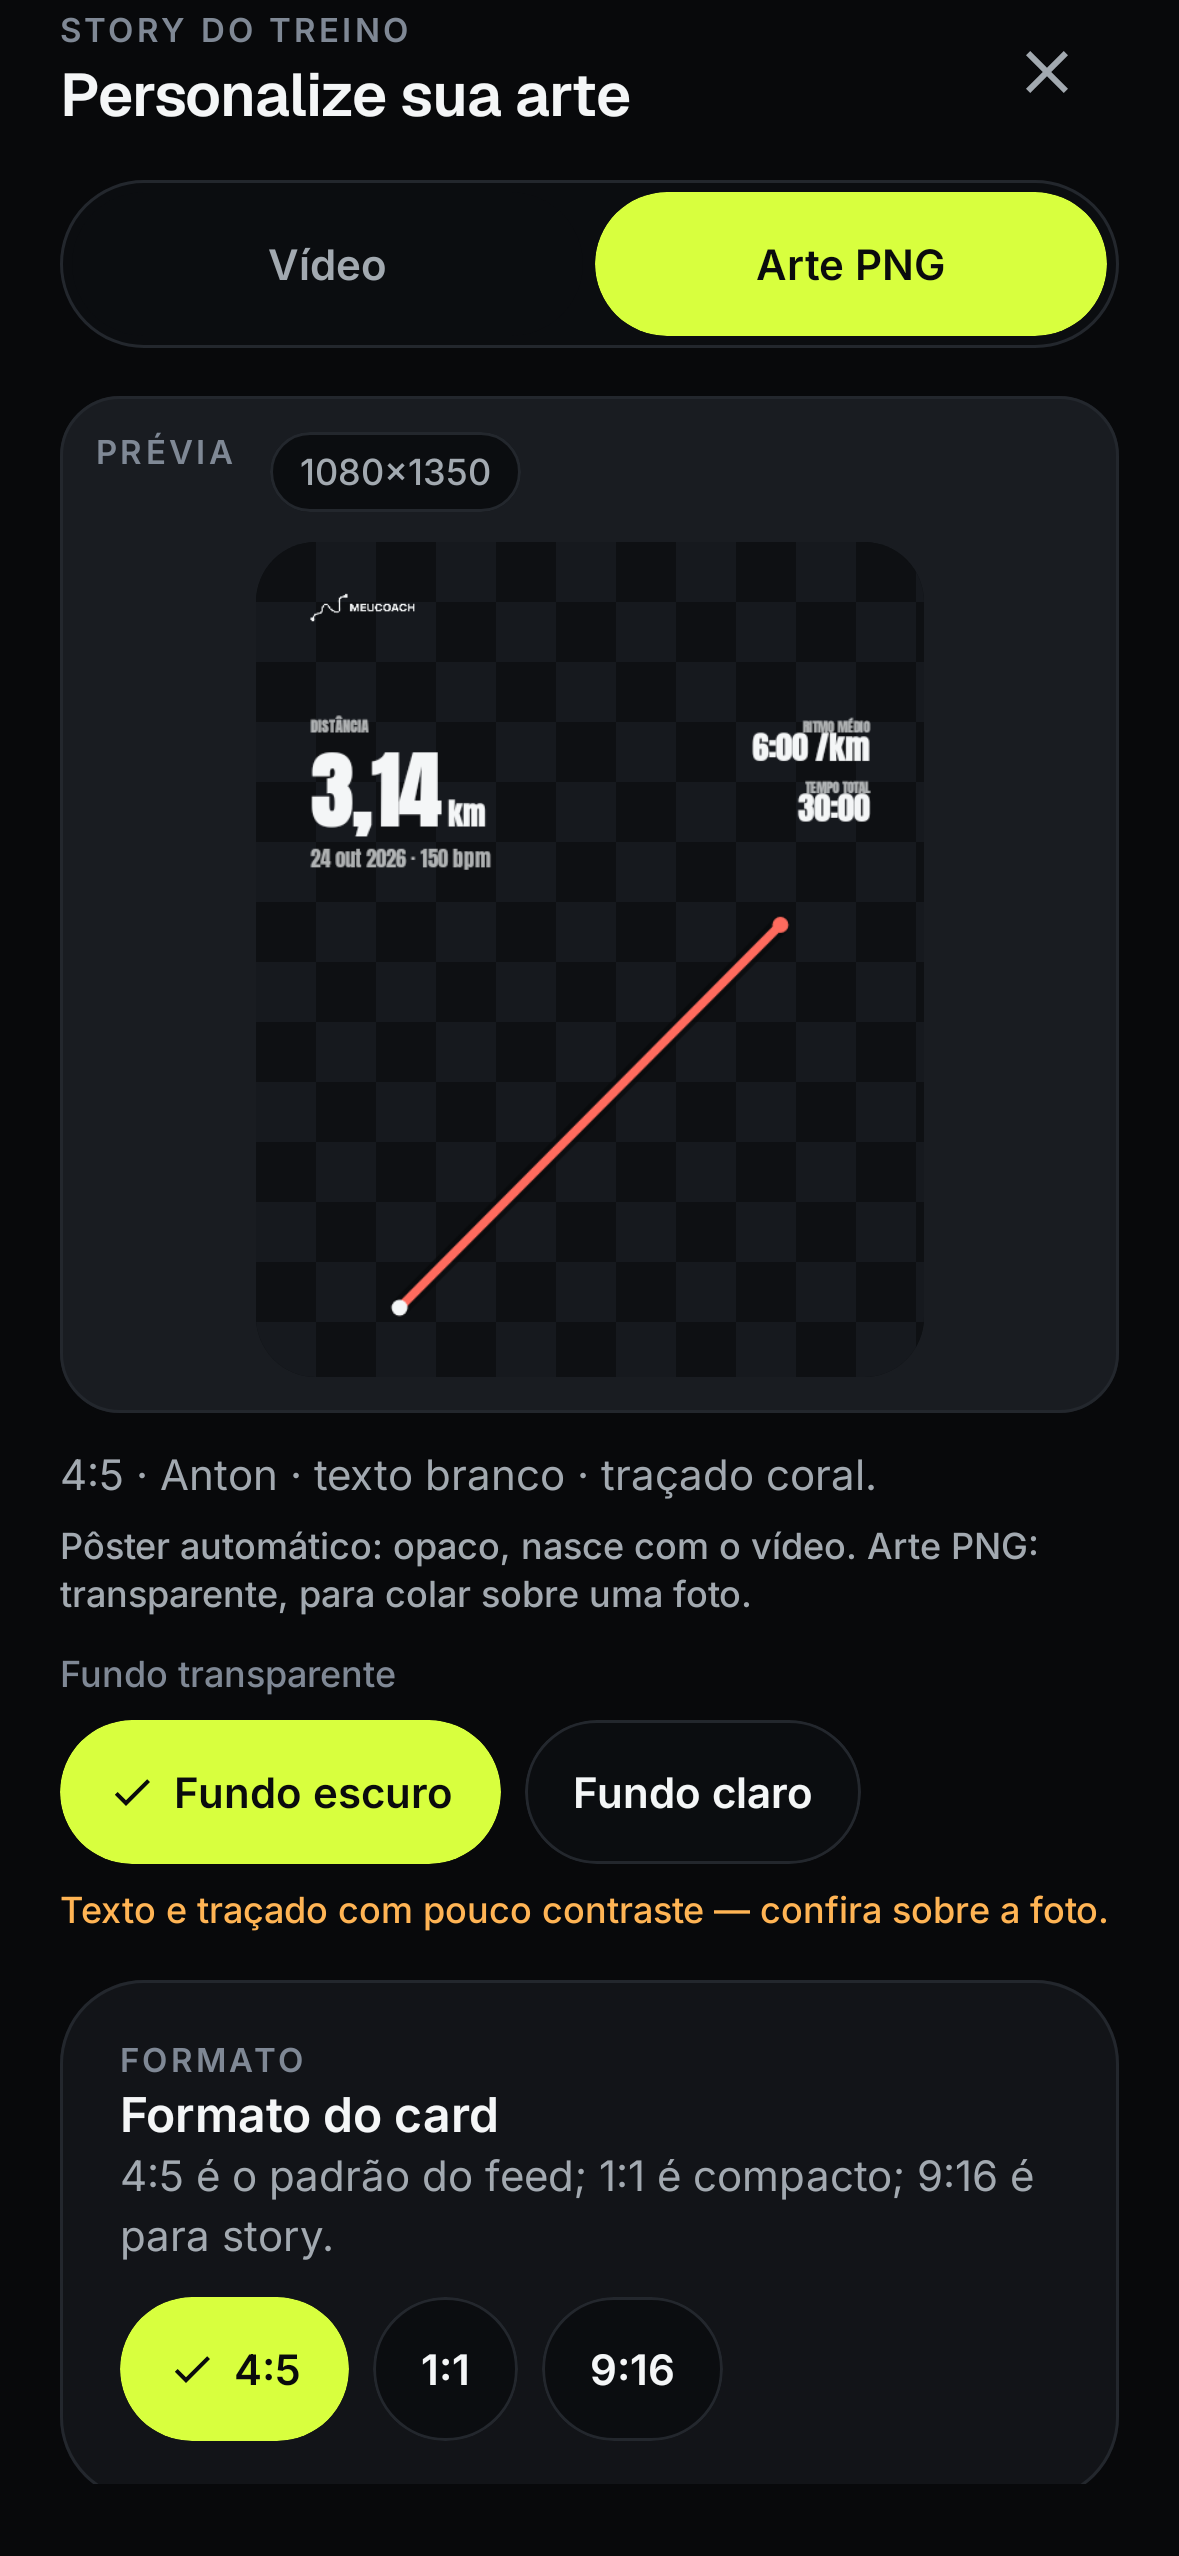 STORY DO TREINO
Personalize sua arte
Vídeo
Arte PNG
PRÉVIA
1080×1350
MEUCOACH
DISTÂNCIA
3,14 km
24 out 2026 · 150 bpm
RITMO MÉDIO
6:00 /km
TEMPO TOTAL
30:00
4:5 · Anton · texto branco · traçado coral.
Pôster automático: opaco, nasce com o vídeo. Arte PNG:
transparente, para colar sobre uma foto.
Fundo transparente
Fundo escuro
Fundo claro
Texto e traçado com pouco contraste — confira sobre a foto.
FORMATO
Formato do card
4:5 é o padrão do feed; 1:1 é compacto; 9:16 é
para story.
4:5
1:1
9:16